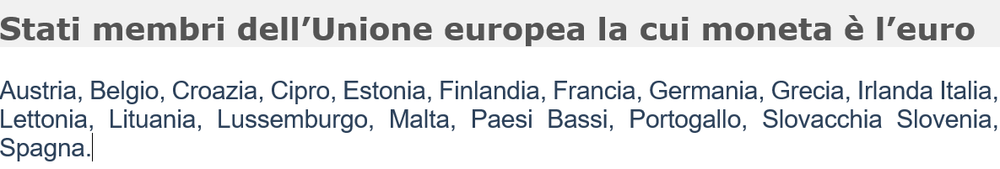 Stati membri dell’Unione europea la cui moneta è l’euro
Austria, Belgio, Croazia, Cipro, Estonia, Finlandia, Francia, Germania, Grecia, Irlanda Italia,
Lettonia, Lituania, Lussemburgo, Malta, Paesi Bassi, Portogallo, Slovacchia Slovenia,
Spagna.